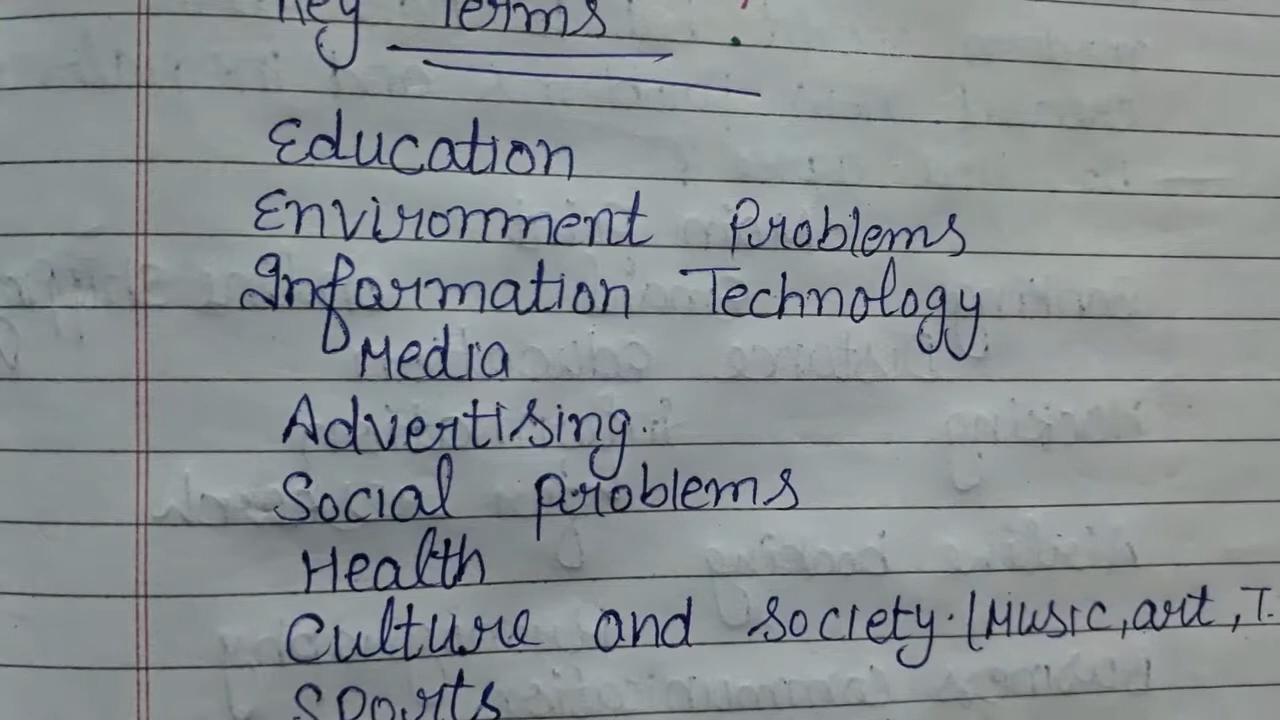 Key Terms
Education
Environment Problems
Information Technology
Media
Advertising.
Social problems
Health
Culture and society. (Music, art, T.
Sports